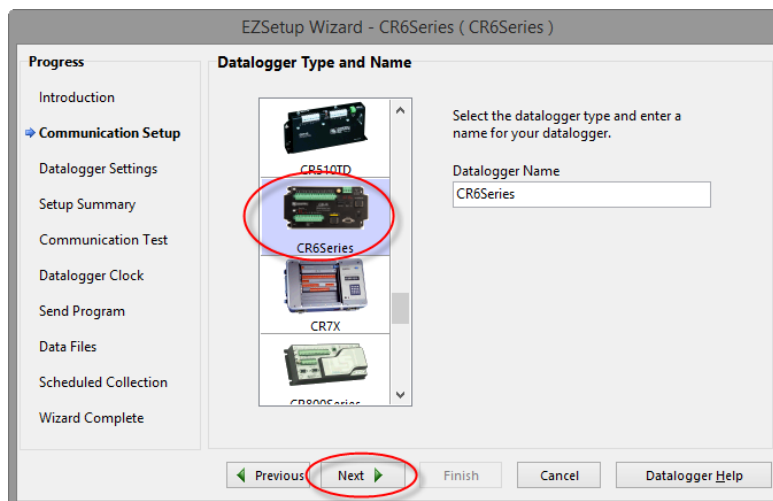 EZSetup Wizard - CR6Series ( CR6Series )
Progress
Introduction
Communication Setup
Datalogger Settings
Setup Summary
Communication Test
Datalogger Clock
Send Program
Data Files
Scheduled Collection
Wizard Complete
Datalogger Type and Name
CR510TD
CR6Series
CR7X
CR800Series
Select the datalogger type and enter a
name for your datalogger.
Datalogger Name
CR6Series
Previous
Next
Finish
Cancel
Datalogger Help